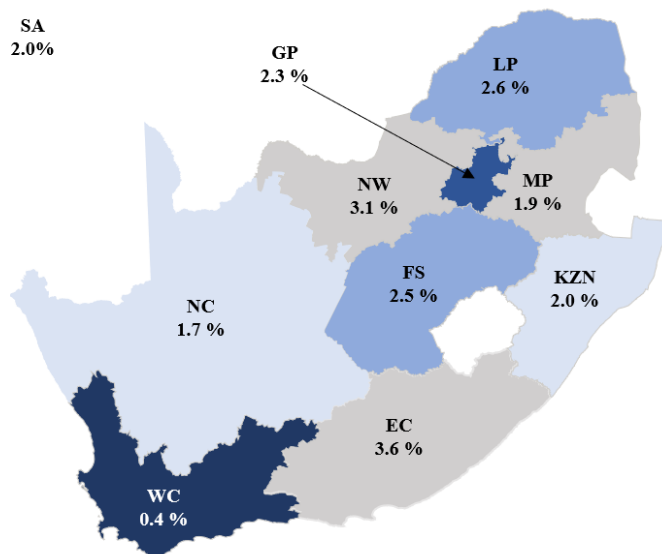 SA
2.0%
GP
2.3 %
LP
2.6 %
NW
3.1 %
MP
1.9 %
FS
2.5 %
KZN
2.0 %
NC
1.7 %
EC
3.6 %
WC
0.4 %